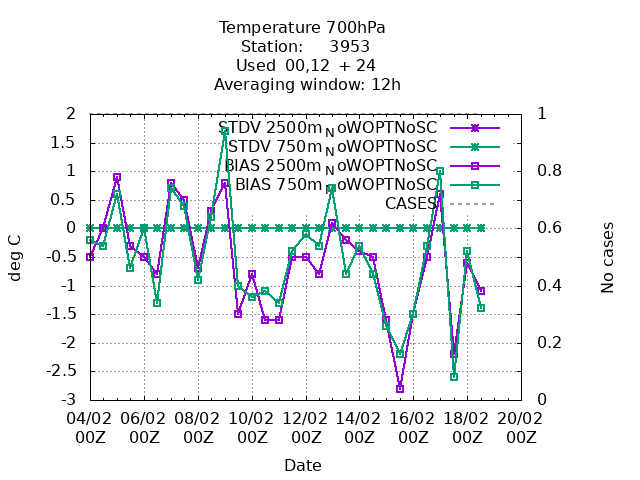 Temperature 700hPa
Station:     3953
Used  00,12  + 24
Averaging window: 12h
STDV 2500m_NoWOPTNoSC
STDV 750m_NoWOPTNoSC
BIAS 2500m_NoWOPTNoSC
BIAS 750m_NoWOPTNoSC
CASES
2
1.5
1
0.5
0
-0.5
-1
-1.5
-2
-2.5
-3
deg C
1
0.8
0.6
0.4
0.2
0
No cases
04/02 06/02 08/02 10/02 12/02 14/02 16/02 18/02 20/02
00Z 00Z 00Z 00Z 00Z 00Z 00Z 00Z 00Z
Date